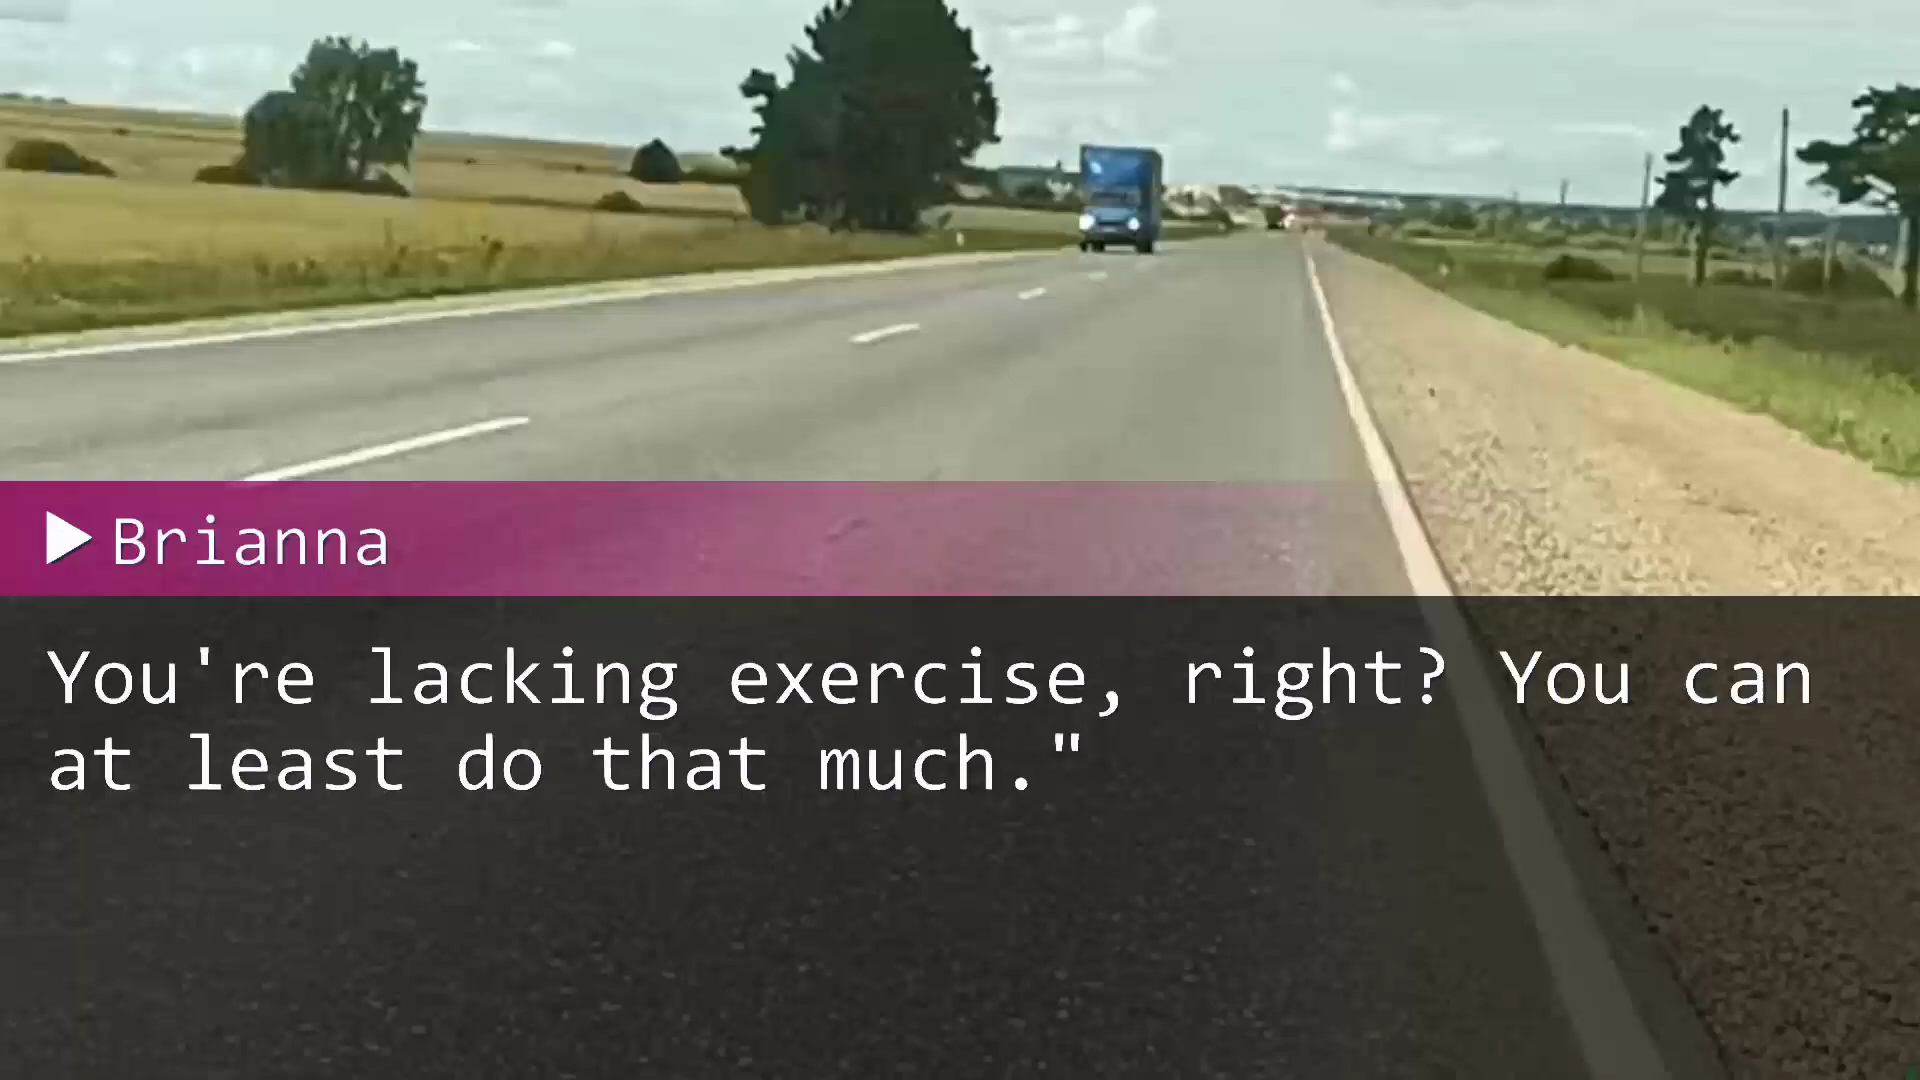 Brianna
You're lacking exercise, right? You can
at least do that much."